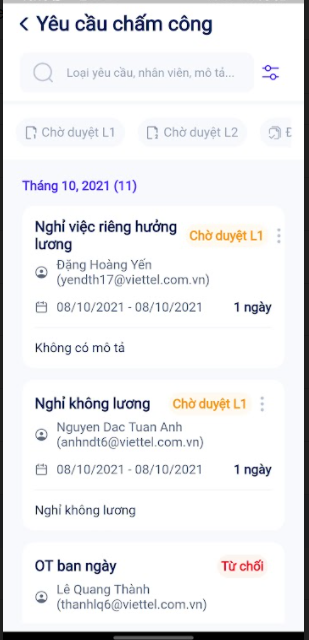 Yêu cầu chấm công
Loại yêu cầu, nhân viên, mô tả...
Chờ duyệt L1
Chờ duyệt L2
Đ
Tháng 10, 2021 (11)
Nghỉ việc riêng hưởng
lương
Chờ duyệt L1
Đặng Hoàng Yến
(yendth17@viettel.com.vn)
08/10/2021 - 08/10/2021
1 ngày
Không có mô tả
Nghỉ không lương
Chờ duyệt L1
Nguyen Dac Tuan Anh
(anhndt6@viettel.com.vn)
08/10/2021 - 08/10/2021
1 ngày
Nghỉ không lương
OT ban ngày
Từ chối
Lê Quang Thành
(thanhlq6@viettel.com.vn)